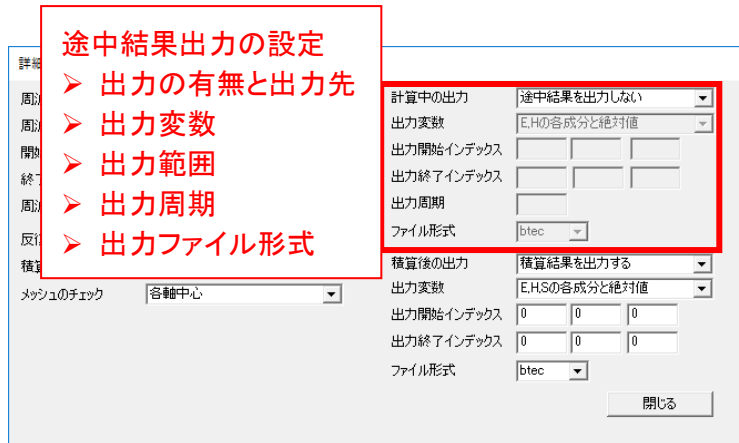 途中結果出力の設定
➢ 出力の有無と出力先
➢ 出力変数
➢ 出力範囲
➢ 出力周期
➢ 出力ファイル形式
メッシュのチェック 各軸中心
計算中の出力 途中結果を出力しない
出力変数 E,Hの各成分と絶対値
出力開始インデックス
出力終了インデックス
出力周期
ファイル形式 btec
積算後の出力 積算結果を出力する
出力変数 E,H,Sの各成分と絶対値
出力開始インデックス 0 0 0
出力終了インデックス 0 0 0
ファイル形式 btec
閉じる